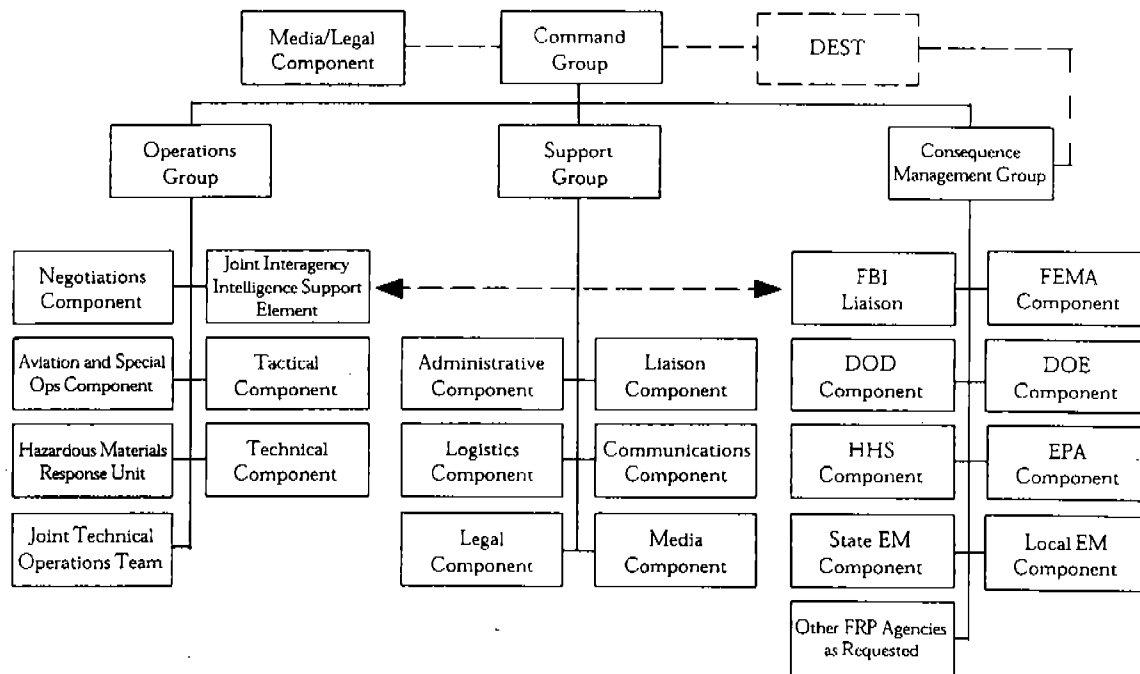 Media/Legal
Component
Command
Group
DEST
Operations
Group
Support
Group
Consequence
Management Group
Negotiations
Component
Joint Interagency
Intelligence Support
Element
FBI
Liaison
FEMA
Component
Aviation and Special
Ops Component
Tactical
Component
Administrative
Component
Liaison
Component
DOD
Component
DOE
Component
Hazardous Materials
Response Unit
Technical
Component
Logistics
Component
Communications
Component
HHS
Component
EPA
Component
Joint Technical
Operations Team
Legal
Component
Media
Component
State EM
Component
Local EM
Component
Other FRP Agencies
as Requested